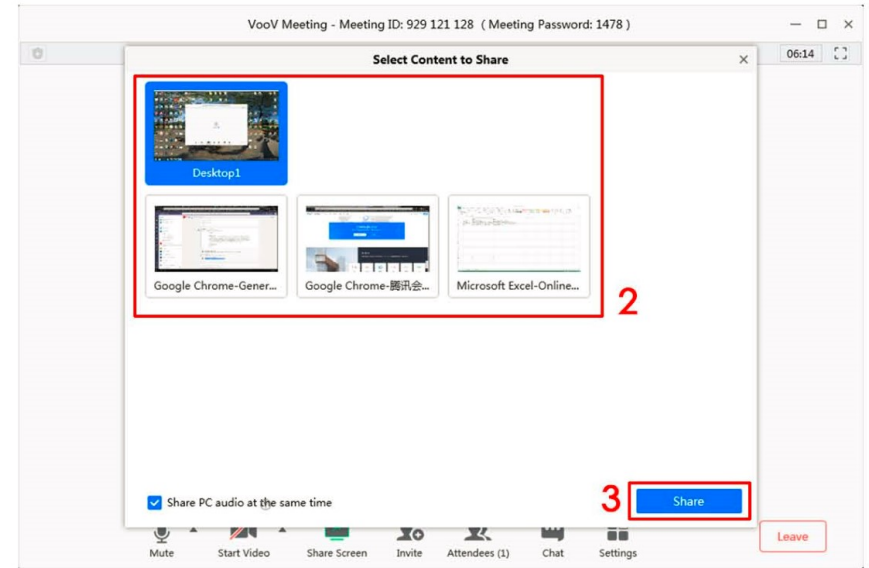 VooV Meeting - Meeting ID: 929 121 128 ( Meeting Password: 1478 )
06:14
Select Content to Share
Desktop1
Google Chrome-Gener...
Google Chrome-腾讯会...
Microsoft Excel-Online...
2
Share PC audio at the same time
3
Share
Mute
Start Video
Share Screen
Invite
Attendees (1)
Chat
Settings
Leave